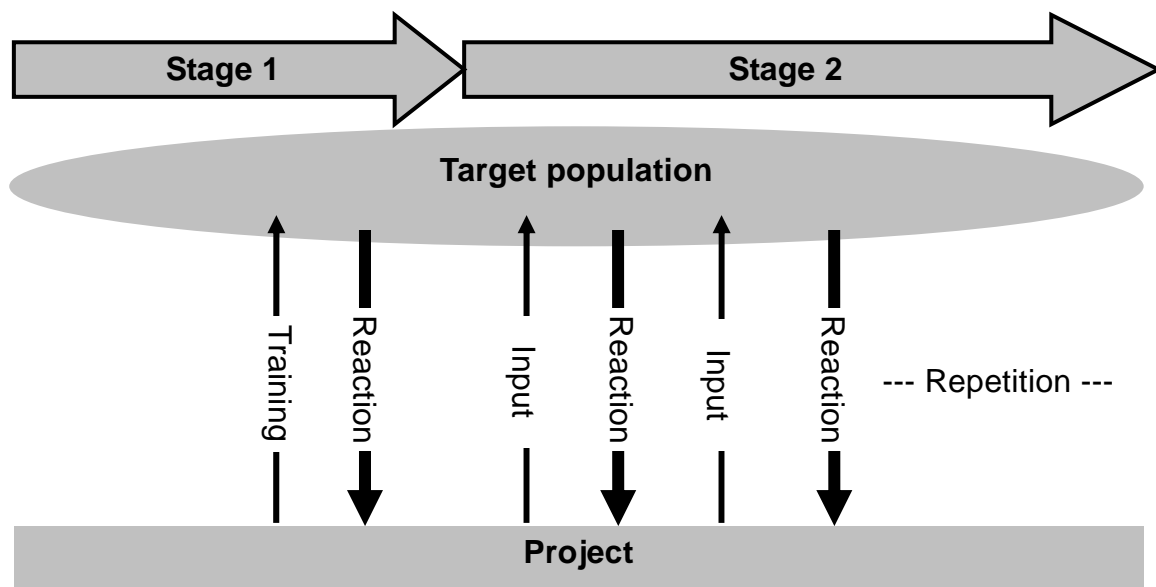 Stage 1
Stage 2
Target population
Training
Reaction
Input
Reaction
Input
Reaction
--- Repetition ---
Project